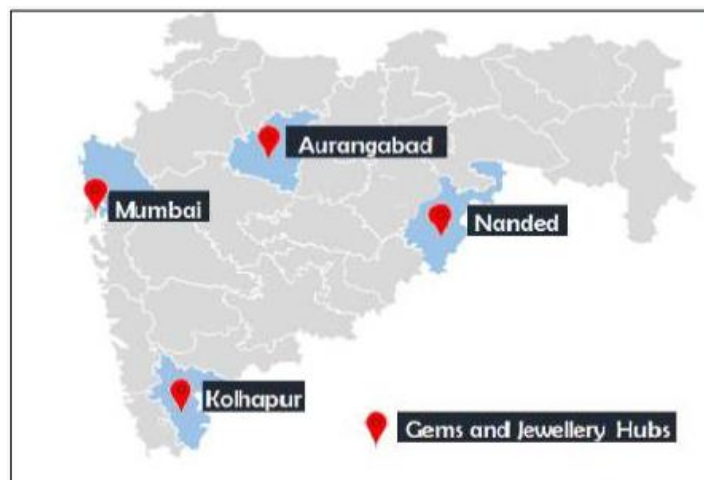 Aurangabad
Mumbai
Nanded
Kolhapur
Gems and Jewellery Hubs